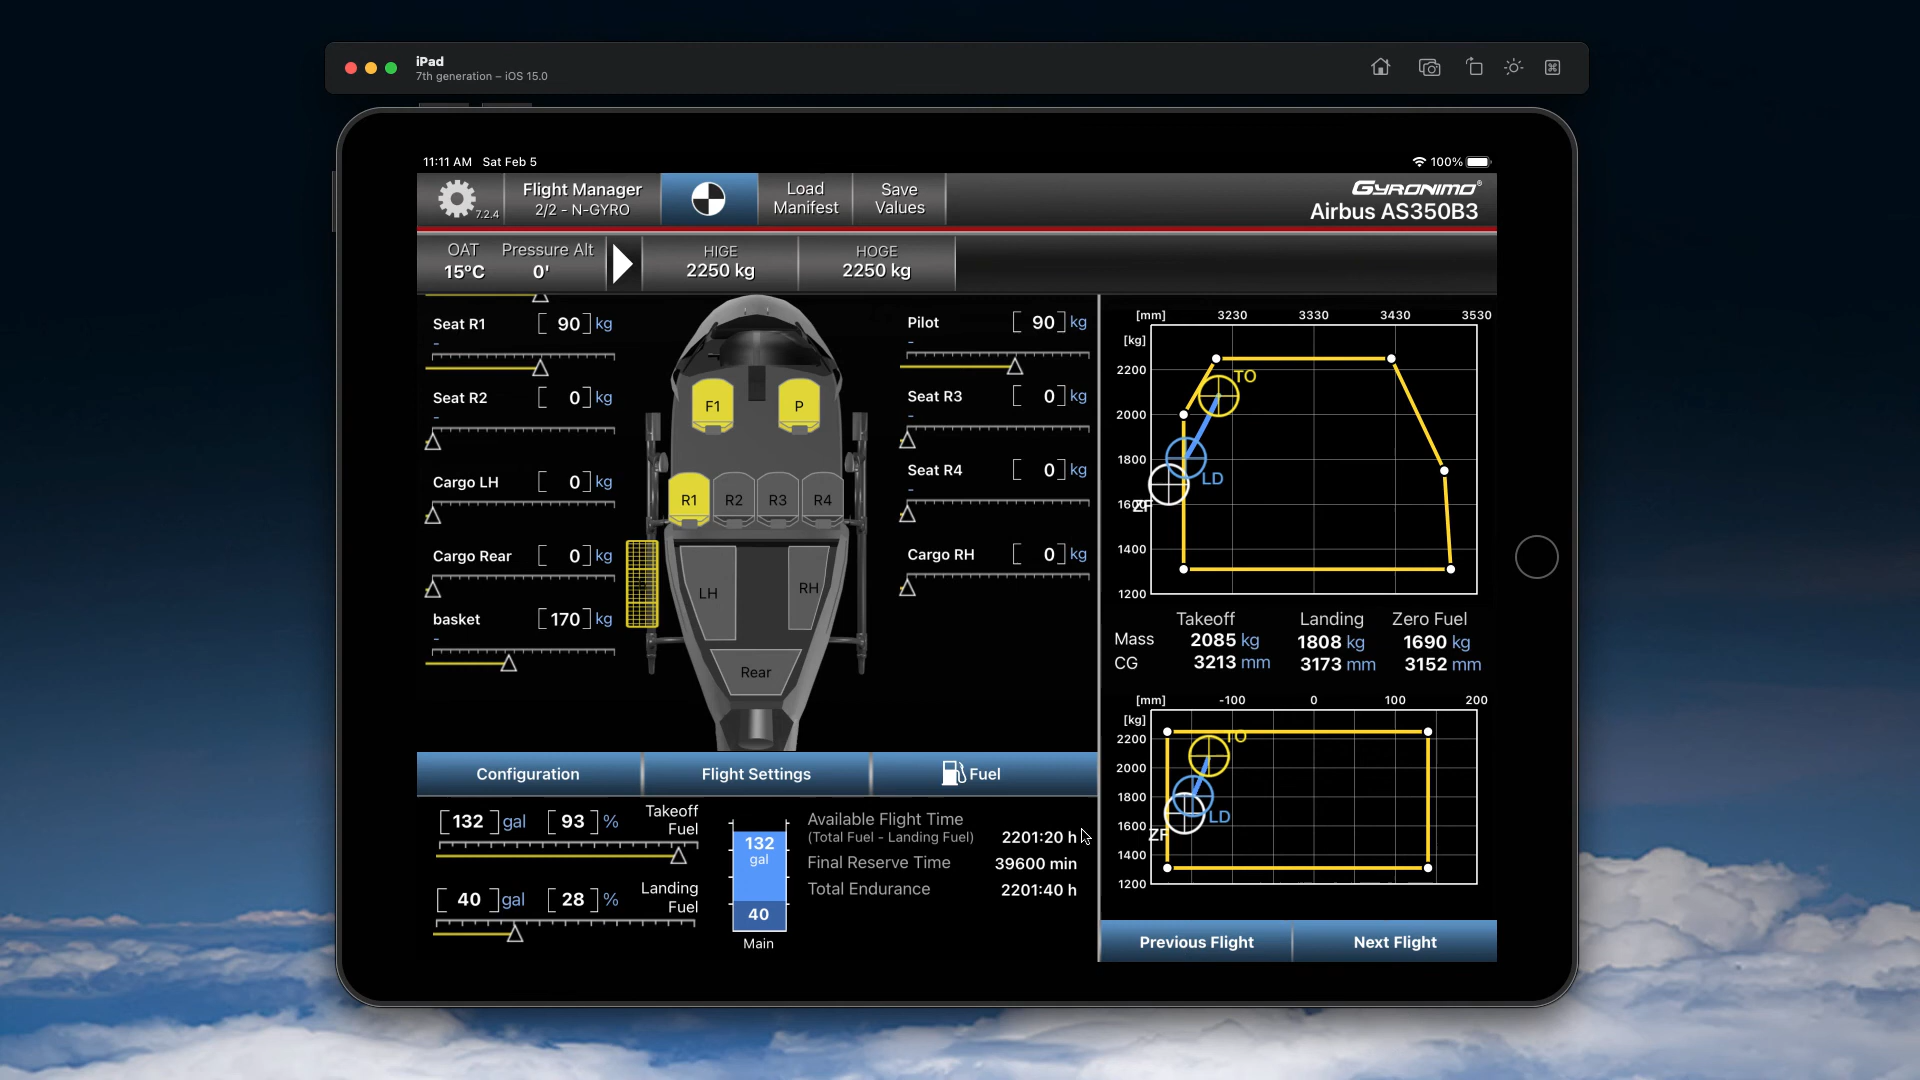 iPad
7th generation – iOS 15.0
11:11 AM Sat Feb 5
100%
7.2.4
Flight Manager
2/2 - N-GYRO
Load
Manifest
Save
Values
GYRONIMO®
Airbus AS350B3
OAT
15°C
Pressure Alt
0'
HIGE
2250 kg
HOGE
2250 kg
Seat R1 [ 90] kg
-
Seat R2 [ 0] kg
-
Cargo LH [ 0] kg
Cargo Rear [ 0] kg
basket [170] kg
-
F1 P
R1 R2 R3 R4
LH RH
Rear
Pilot [ 90] kg
-
Seat R3 [ 0] kg
-
Seat R4 [ 0] kg
-
Cargo RH [ 0] kg
[mm] 3230 3330 3430 3530
[kg]
2200
2000
1800
1600
1400
1200
TO
LD
ZF
Takeoff Landing Zero Fuel
Mass 2085 kg 1808 kg 1690 kg
CG 3213 mm 3173 mm 3152 mm
[mm] -100 0 100 200
[kg]
2200
2000
1800
1600
1400
1200
TO
LD
ZF
Configuration
Flight Settings
Fuel
[132 ] gal [ 93 ] %
Takeoff
Fuel
[ 40 ] gal [ 28 ] %
Landing
Fuel
132
gal
40
Main
Available Flight Time
(Total Fuel - Landing Fuel) 2201:20 h
Final Reserve Time 39600 min
Total Endurance 2201:40 h
Previous Flight
Next Flight